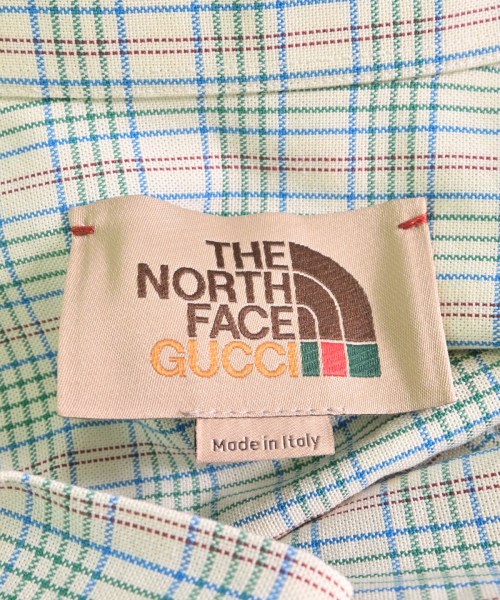 THE
NORTH
FACE
GUCCI
Made in Italy